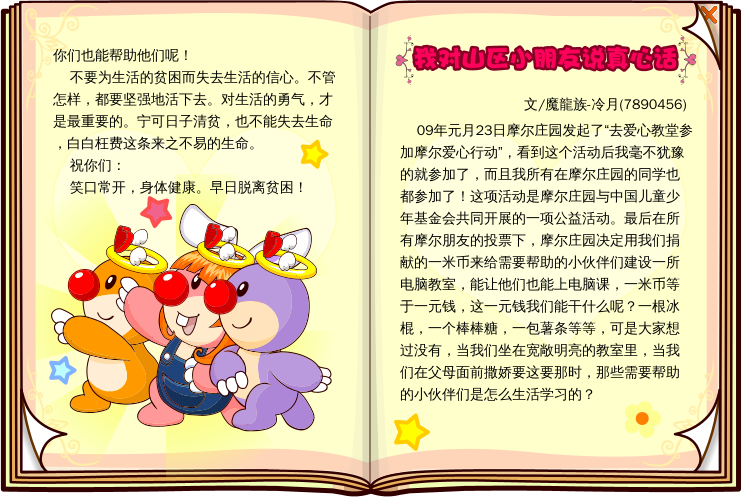 你们也能帮助他们呢！
不要为生活的贫困而失去生活的信心。不管
怎样，都要坚强地活下去。对生活的勇气，才
是最重要的。宁可日子清贫，也不能失去生命
，白白枉费这条来之不易的生命。
祝你们：
笑口常开，身体健康。早日脱离贫困！
我对山区小朋友说真心话
文/魔龍族-冷月(7890456)
09年元月23日摩尔庄园发起了“去爱心教堂参
加摩尔爱心行动”，看到这个活动后我毫不犹豫
的就参加了，而且我所有在摩尔庄园的同学也
都参加了！这项活动是摩尔庄园与中国儿童少
年基金会共同开展的一项公益活动。最后在所
有摩尔朋友的投票下，摩尔庄园决定用我们捐
献的一米币来给需要帮助的小伙伴们建设一所
电脑教室，能让他们也能上电脑课，一米币等
于一元钱，这一元钱我们能干什么呢？一根冰
棍，一个棒棒糖，一包薯条等等，可是大家想
过没有，当我们坐在宽敞明亮的教室里，当我
们在父母面前撒娇要这要那时，那些需要帮助
的小伙伴们是怎么生活学习的？